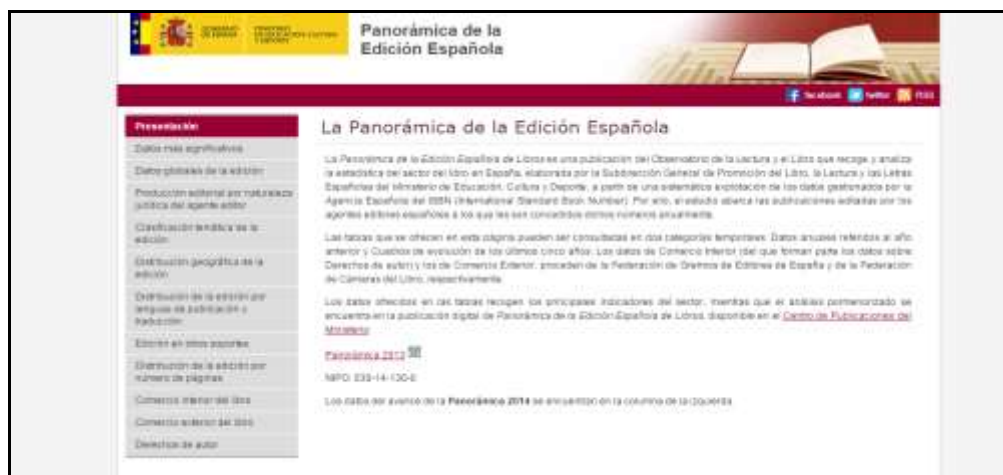 GOBIERNO
DE ESPAÑA
MINISTERIO
DE EDUCACIÓN, CULTURA
Y DEPORTE
Panorámica de la
Edición Española
facebook twitter RSS
Presentación
Datos más significativos
Datos globales de la edición
Producción editorial por naturaleza
jurídica del agente editor
Clasificación temática de la
edición
Distribución geográfica de la
edición
Distribución de la edición por
lenguas de publicación y
traducción
Edición en otros soportes
Distribución de la edición por
número de páginas
Comercio interior del libro
Comercio exterior del libro
Derechos de autor
La Panorámica de la Edición Española
La Panorámica de la Edición Española de Libros es una publicación del Observatorio de la Lectura y el Libro que recoge y analiza
la estadística del sector del libro en España, elaborada por la Subdirección General de Promoción del Libro, la Lectura y las Letras
Españolas del Ministerio de Educación, Cultura y Deporte, a partir de una sistemática explotación de los datos gestionados por la
Agencia Española del ISBN (International Standard Book Number). Por ello, el estudio abarca las publicaciones editadas por los
agentes editores españoles a los que les son concedidos dichos números anualmente.
Las tablas que se ofrecen en esta página pueden ser consultadas en dos categorías temporales: Datos anuales referidos al año
anterior y Cuadros de evolución de los últimos cinco años. Los datos de Comercio Interior (del que forman parte los datos sobre
Derechos de autor) y los de Comercio Exterior, proceden de la Federación de Gremios de Editores de España y de la Federación
de Cámaras del Libro, respectivamente.
Los datos ofrecidos en las tablas recogen los principales indicadores del sector, mientras que el análisis pormenorizado se
encuentra en la publicación digital de Panorámica de la Edición Española de Libros, disponible en el Centro de Publicaciones del
Ministerio.
Panorámica 2013
NIPO: 030-14-130-6
Los datos del avance de la Panorámica 2014 se encuentran en la columna de la izquierda